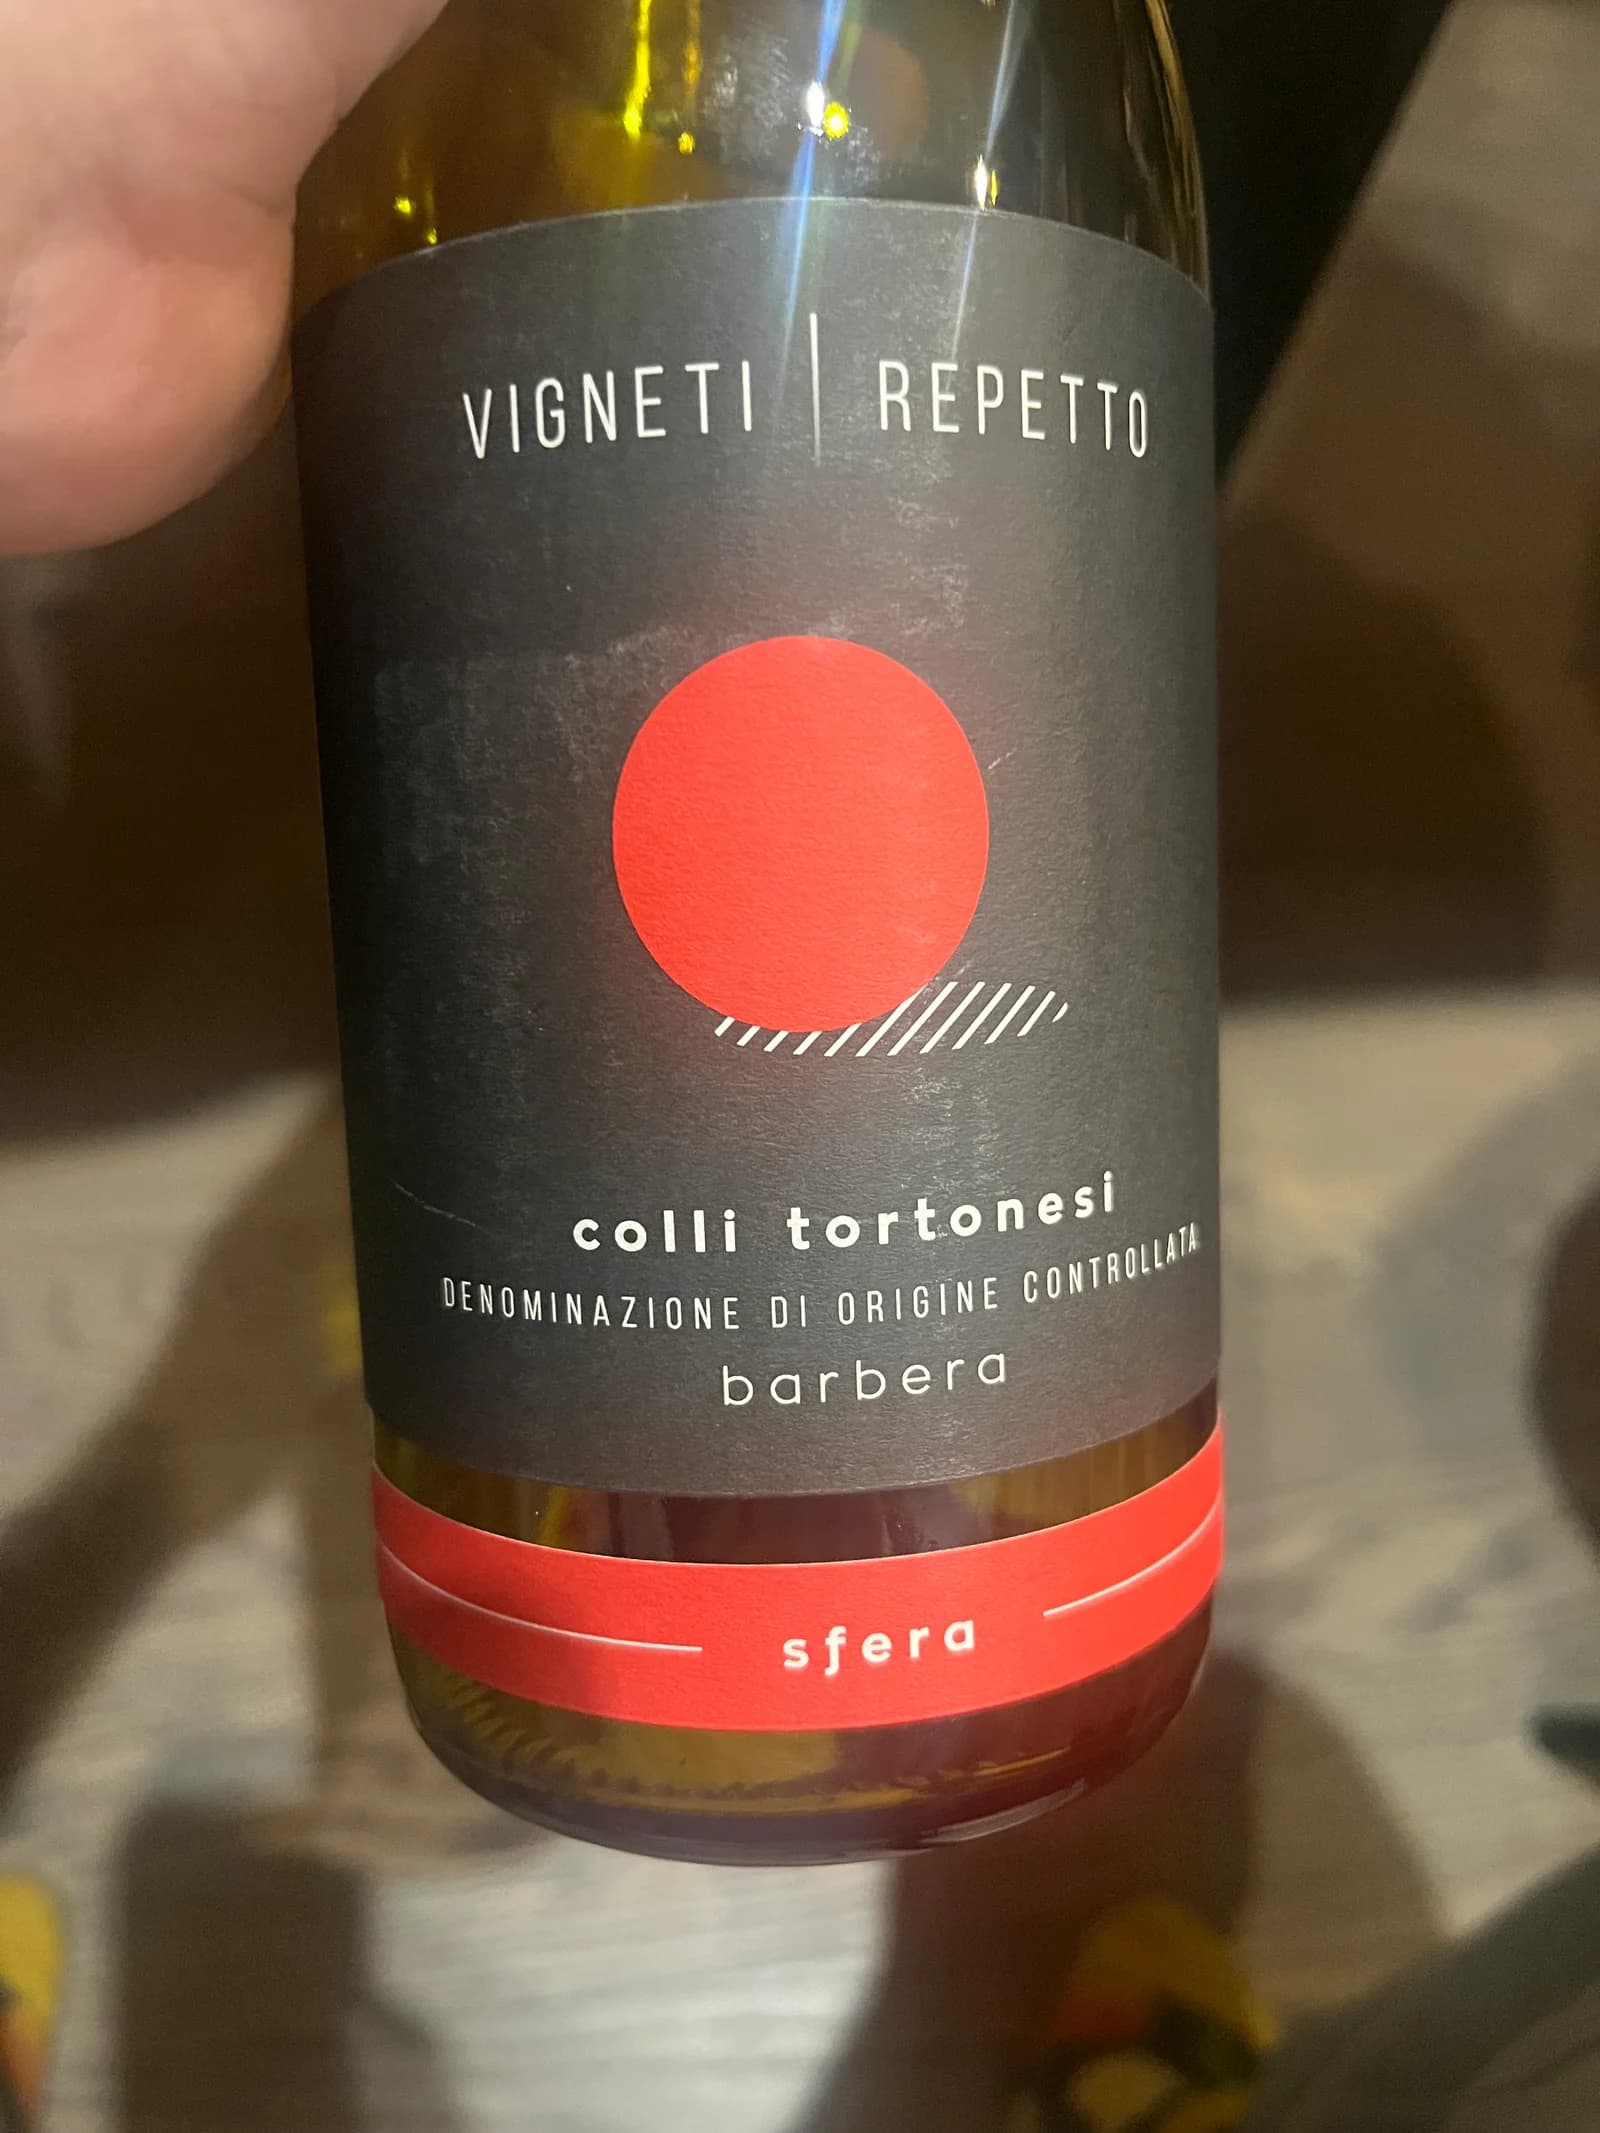 VIGNETI | REPETTO
colli tortonesi
DENOMINAZIONE DI ORIGINE CONTROLLATA
barbera
sfera